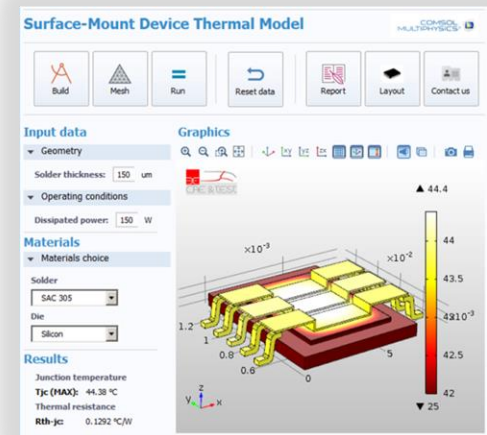 Surface-Mount Device Thermal Model
COMSOL
MULTIPHYSICS®
Build
Mesh
Run
Reset data
Report
Layout
Contact us
Input data
Geometry
Solder thickness: 150 um
Operating conditions
Dissipated power: 150 W
Materials
Materials choice
Solder
SAC 305
Die
Silicon
Results
Junction temperature
Tjc (MAX): 44.38 °C
Thermal resistance
Rth-jc: 0.1292 °C/W
Graphics
CAE & TEST
▲ 44.4
×10⁻³
×10⁻²
44
43.5
×10⁻³
43
42.5
42
▼ 25
1.2
1
0.8
0.6
0
5
z
y
x